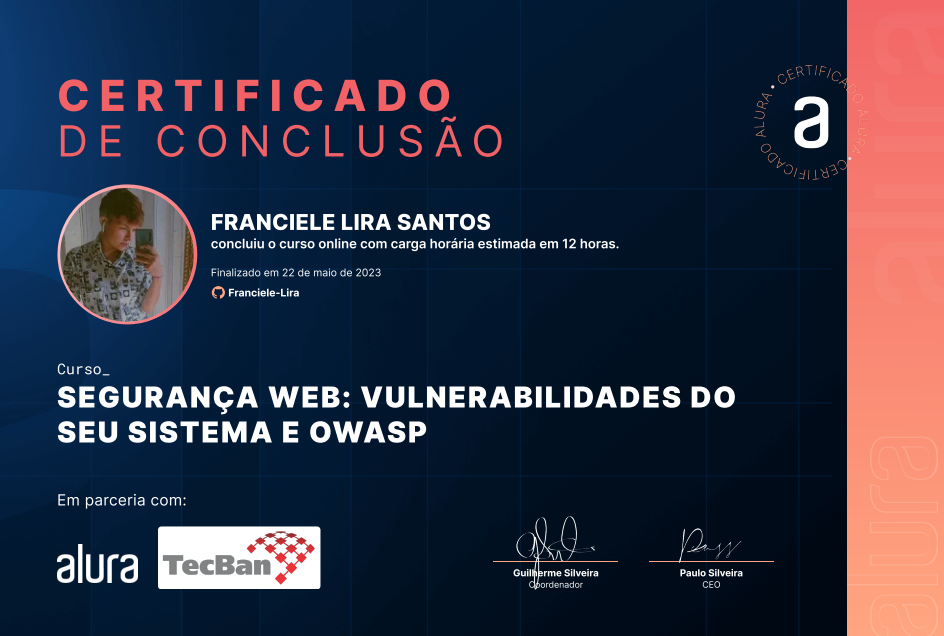 CERTIFICADO
DE CONCLUSÃO
CERTIFICADO ALURA • CERTIFICADO ALURA •
a
FRANCIELE LIRA SANTOS
concluiu o curso online com carga horária estimada em 12 horas.
Finalizado em 22 de maio de 2023
Franciele-Lira
Curso_
SEGURANÇA WEB: VULNERABILIDADES DO
SEU SISTEMA E OWASP
Em parceria com:
alura
TecBan
Guilherme Silveira
Coordenador
Paulo Silveira
CEO
alura
alura